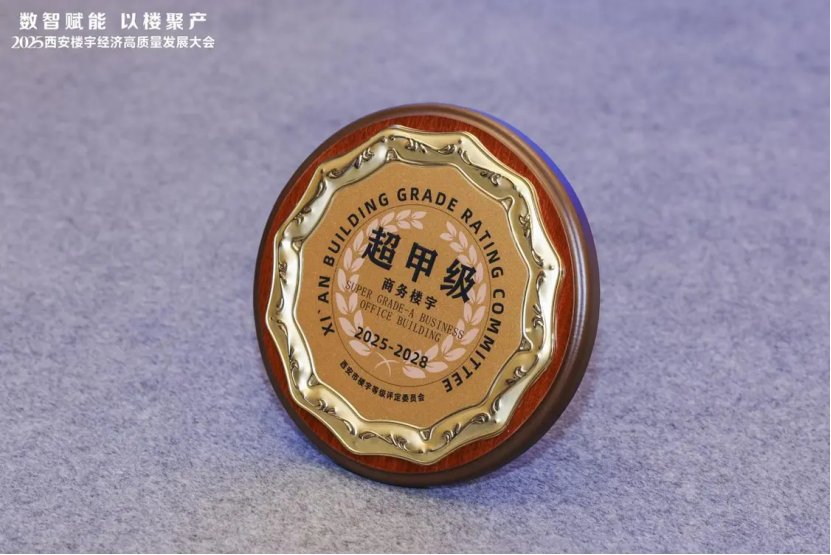 数智赋能 以楼聚产
2025西安楼宇经济高质量发展大会
XI`AN BUILDING GRADE RATING COMMITTEE
超甲级
商务楼宇
SUPER GRADE-A BUSINESS
OFFICE BUILDING
2025-2028
西安市楼宇等级评定委员会